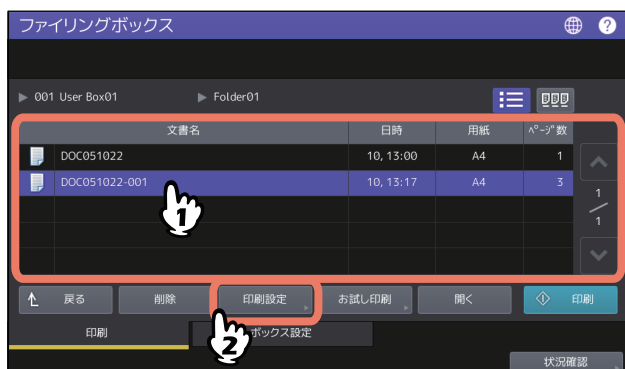 ファイリングボックス ?
001 User Box01 Folder01
文書名 日時 用紙 ページ数
DOC051022 10, 13:00 A4 1
DOC051022-001 10, 13:17 A4 3
1
1
1
戻る 削除 印刷設定 お試し印刷 開く 印刷
2
印刷 ボックス設定
状況確認